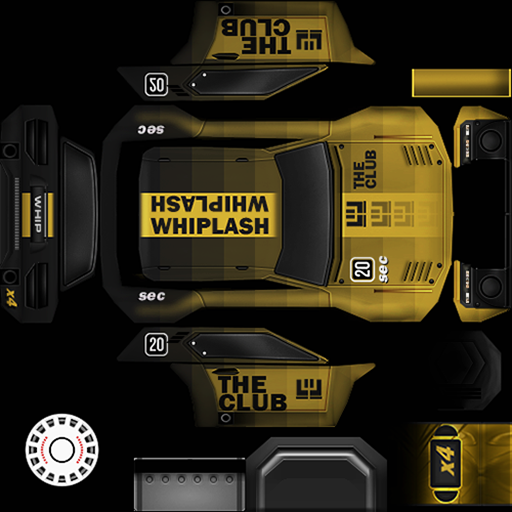 THE
CLUB
20
sec
THE
CLUB
WHIPLASH
WHIPLASH
WHIP
20
sec
x4
sec
20
THE
CLUB
x4